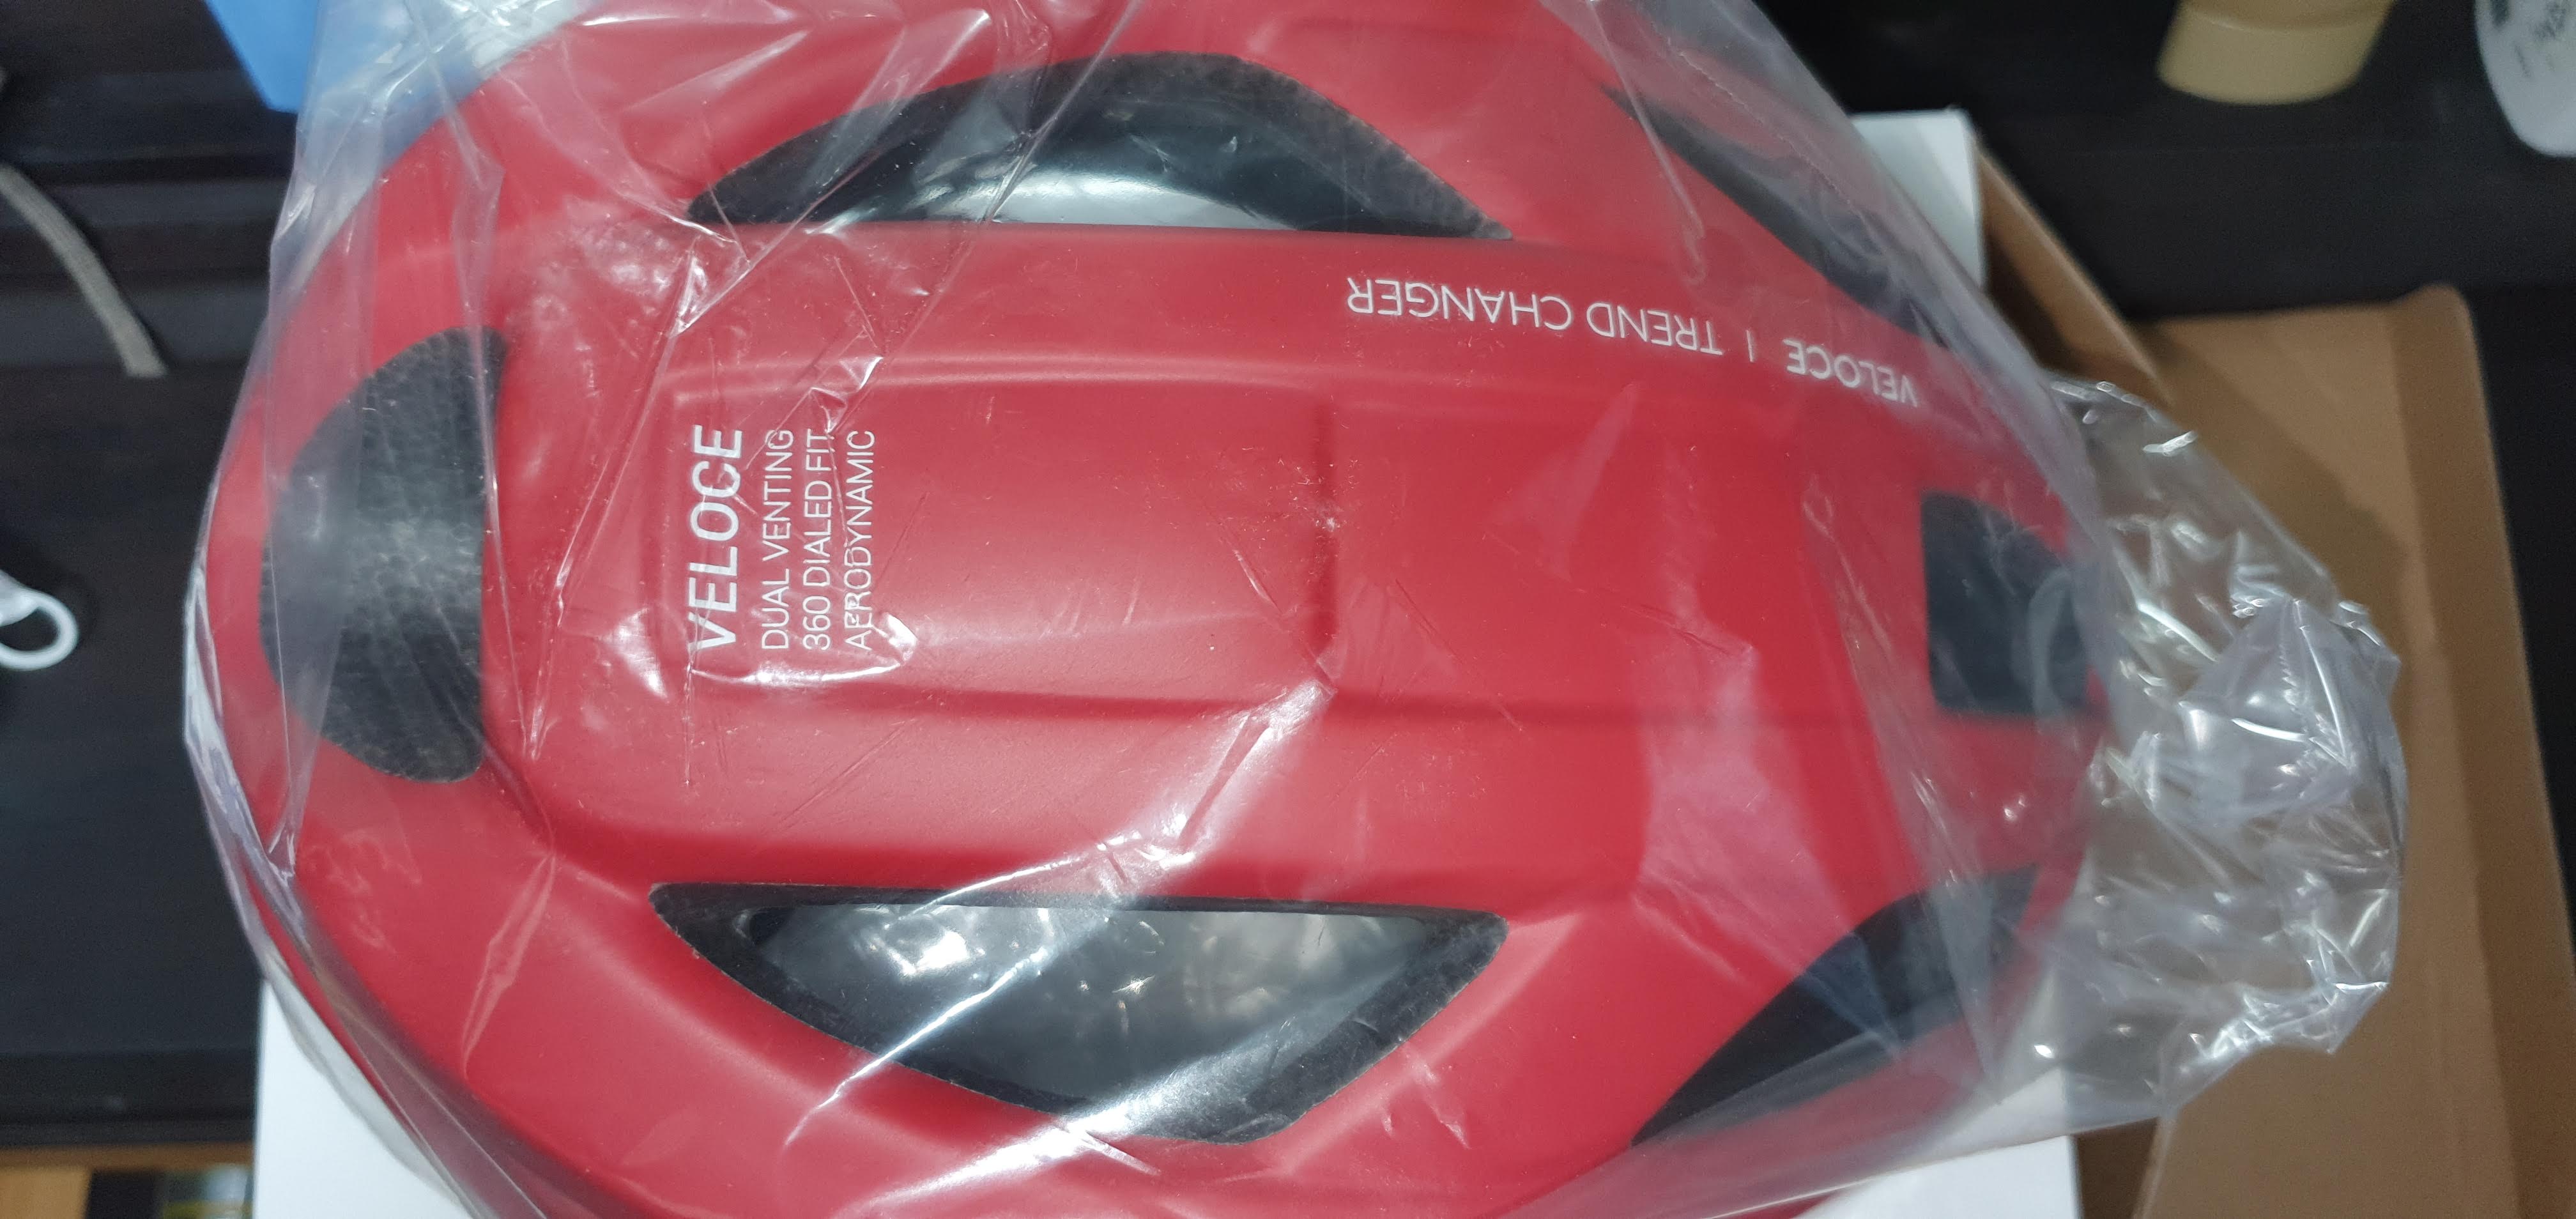 VELOCE | TREND CHANGER
VELOCE
DUAL VENTING
360 DIALED FIT
AERODYNAMIC